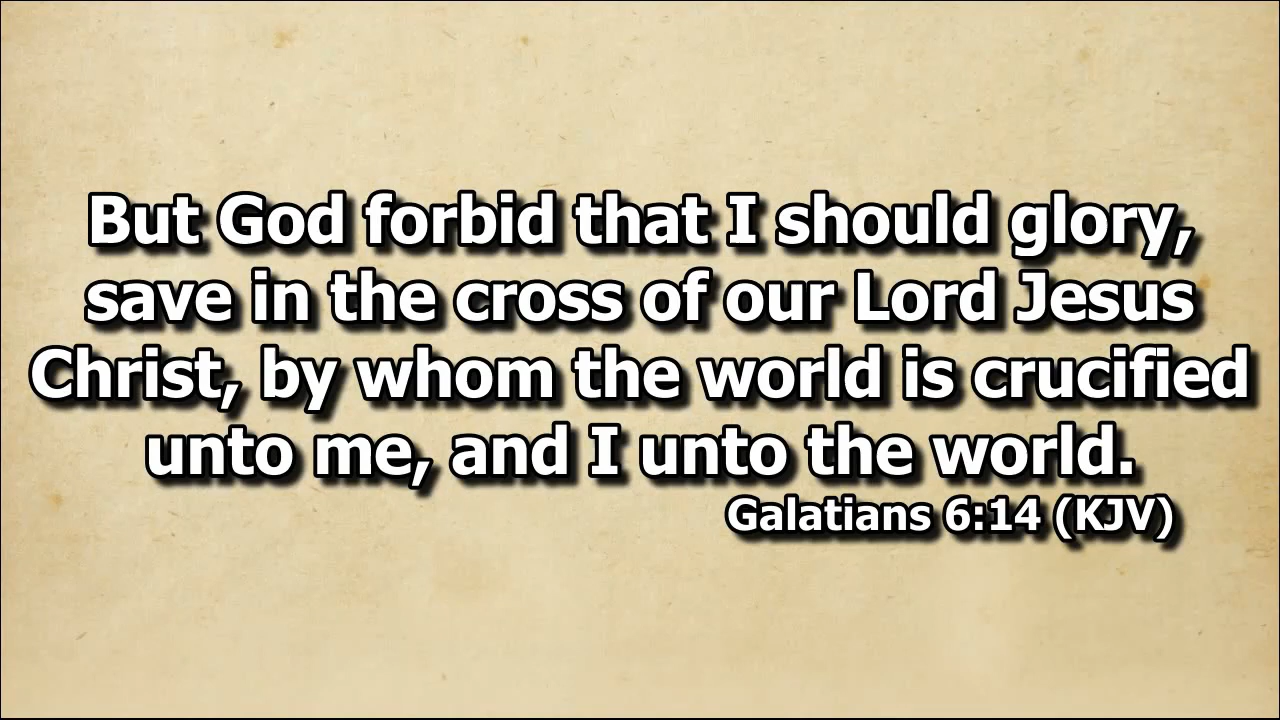 But God forbid that I should glory,
save in the cross of our Lord Jesus
Christ, by whom the world is crucified
unto me, and I unto the world.
Galatians 6:14 (KJV)